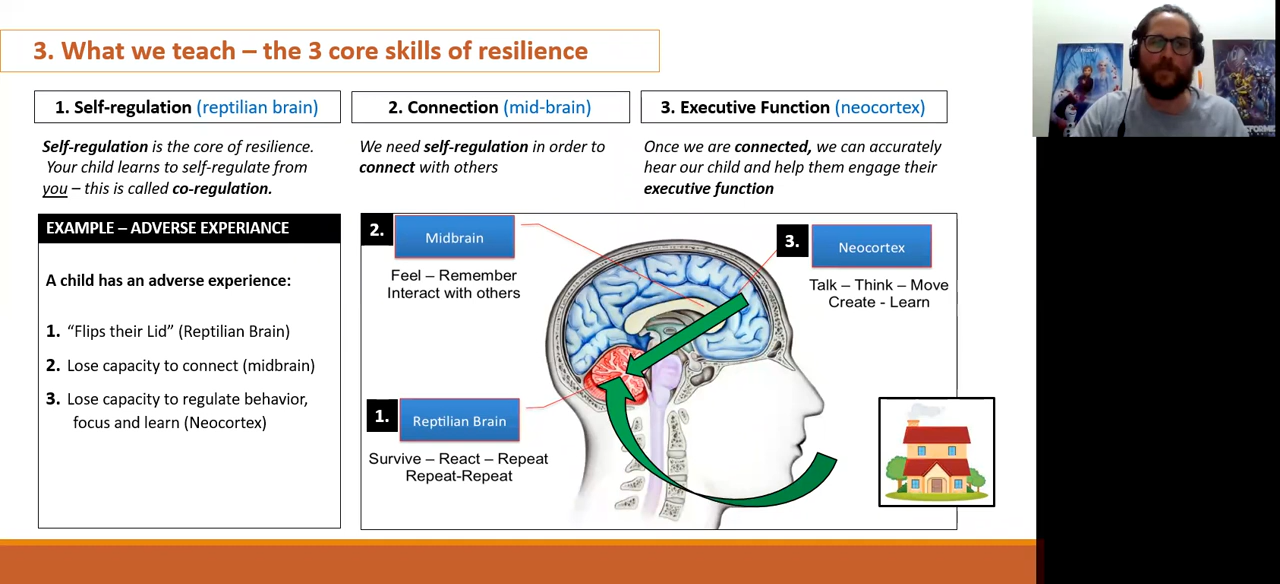 3. What we teach – the 3 core skills of resilience
1. Self-regulation (reptilian brain)
2. Connection (mid-brain)
3. Executive Function (neocortex)
Self-regulation is the core of resilience.
Your child learns to self-regulate from
you – this is called co-regulation.
We need self-regulation in order to
connect with others
Once we are connected, we can accurately
hear our child and help them engage their
executive function
EXAMPLE – ADVERSE EXPERIANCE
A child has an adverse experience:
1. “Flips their Lid” (Reptilian Brain)
2. Lose capacity to connect (midbrain)
3. Lose capacity to regulate behavior,
focus and learn (Neocortex)
2.
Midbrain
Feel – Remember
Interact with others
3.
Neocortex
Talk – Think – Move
Create - Learn
1.
Reptilian Brain
Survive – React – Repeat
Repeat-Repeat